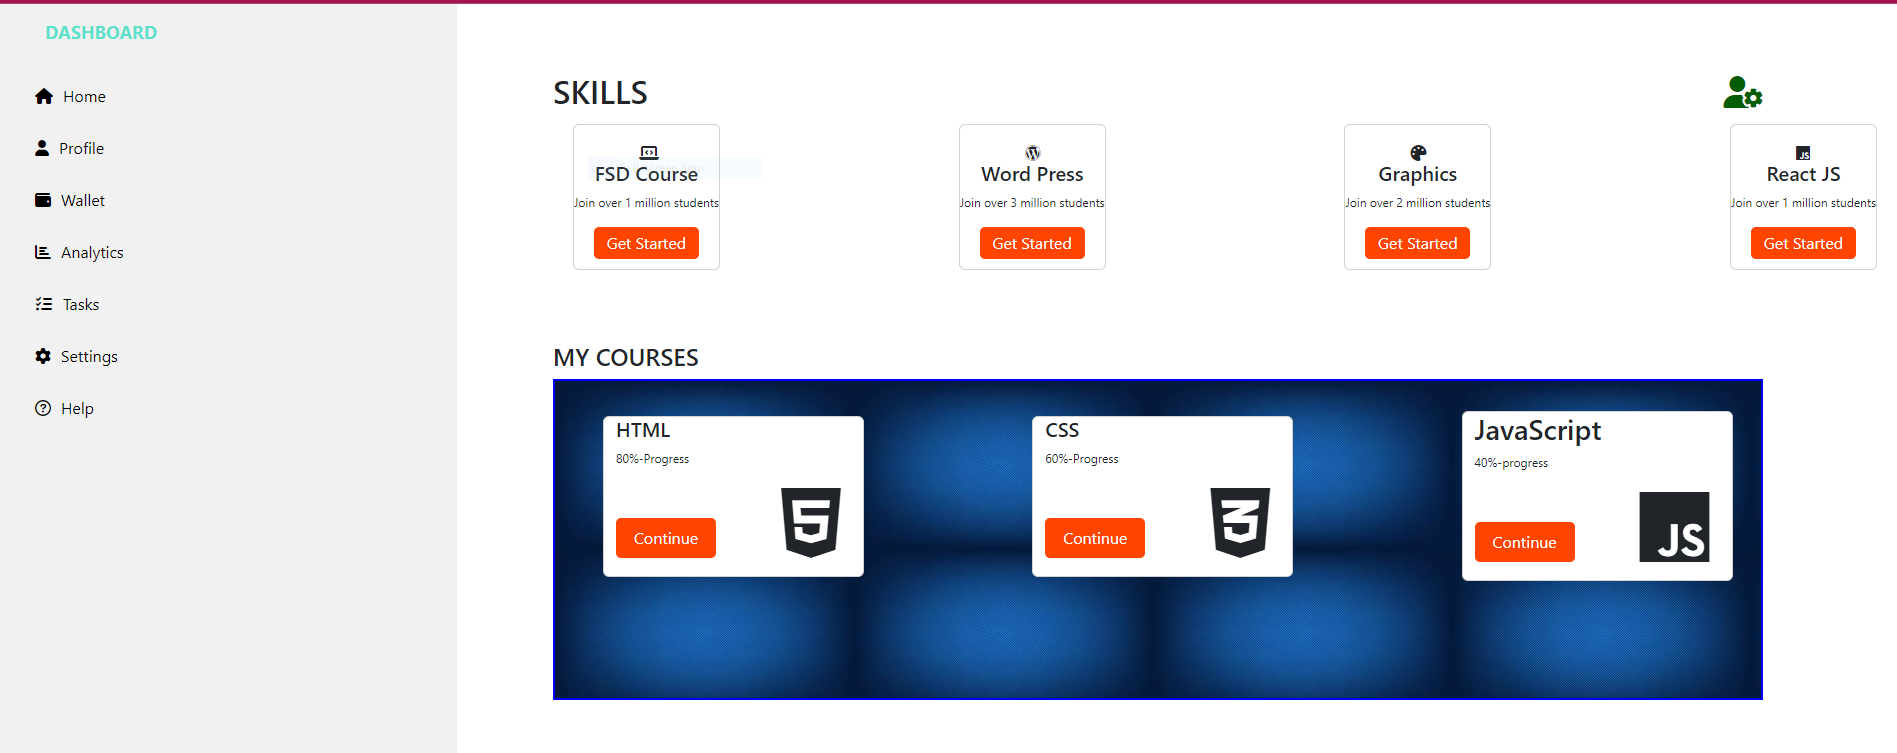 DASHBOARD
Home
Profile
Wallet
Analytics
Tasks
Settings
Help
SKILLS
FSD Course
Join over 1 million students
Get Started
Word Press
Join over 3 million students
Get Started
Graphics
Join over 2 million students
Get Started
JS
React JS
Join over 1 million students
Get Started
MY COURSES
HTML
80%-Progress
Continue
5
CSS
60%-Progress
Continue
3
JavaScript
40%-progress
Continue
JS